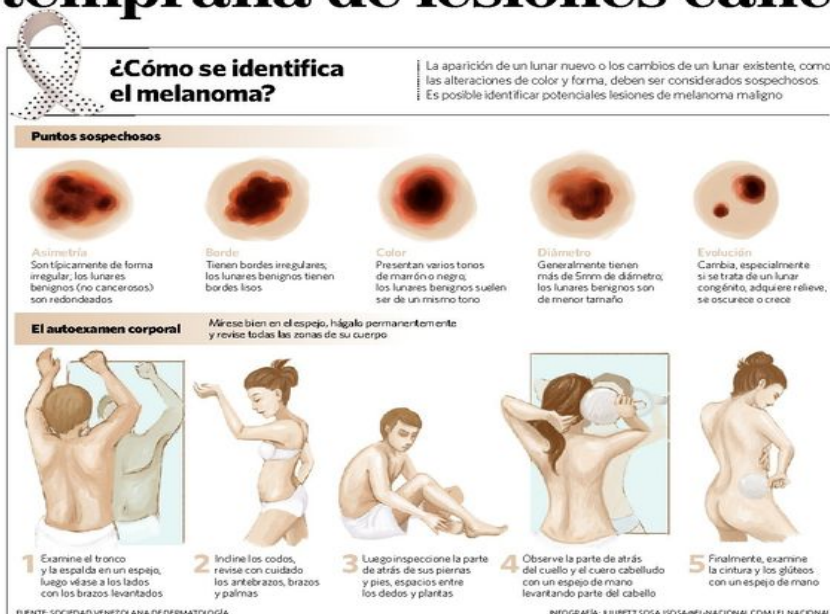 temprana de lesiones
¿Cómo se identifica
el melanoma?
La aparición de un lunar nuevo o los cambios de un lunar existente, como
las alteraciones de color y forma, deben ser considerados sospechosos.
Es posible identificar potenciales lesiones de melanoma maligno
Puntos sospechosos
Asimetría
Son típicamente de forma
irregular; los lunares
benignos (no cancerosos)
son redondeados
Borde
Tienen bordes irregulares;
los lunares benignos tienen
bordes lisos
Color
Presentan varios tonos
de marrón o negro;
los lunares benignos suelen
ser de un mismo tono
Diámetro
Generalmente tienen
más de 5mm de diámetro;
los lunares benignos son
de menor tamaño
Evolución
Cambia, especialmente
si se trata de un lunar
congénito, adquiere relieve,
se oscurece o crece
El autoexamen corporal
Mírese bien en el espejo, hágalo permanentemente
y revise todas las zonas de su cuerpo
1 Examine el tronco
y la espalda en un espejo,
luego véase a los lados
con los brazos levantados
2 Incline los codos,
revise con cuidado
los antebrazos, brazos
y palmas
3 Luego inspeccione la parte
de atrás de sus piernas
y pies, espacios entre
los dedos y plantas
4 Observe la parte de atrás
del cuello y el cuero cabelludo
con un espejo de mano
levantando parte del cabello
5 Finalmente, examine
la cintura y los glúteos
con un espejo de mano
FUENTE: SOCIEDAD VENEZOLANA DE DERMATOLOGÍA
INFOGRAFÍA: SOSA